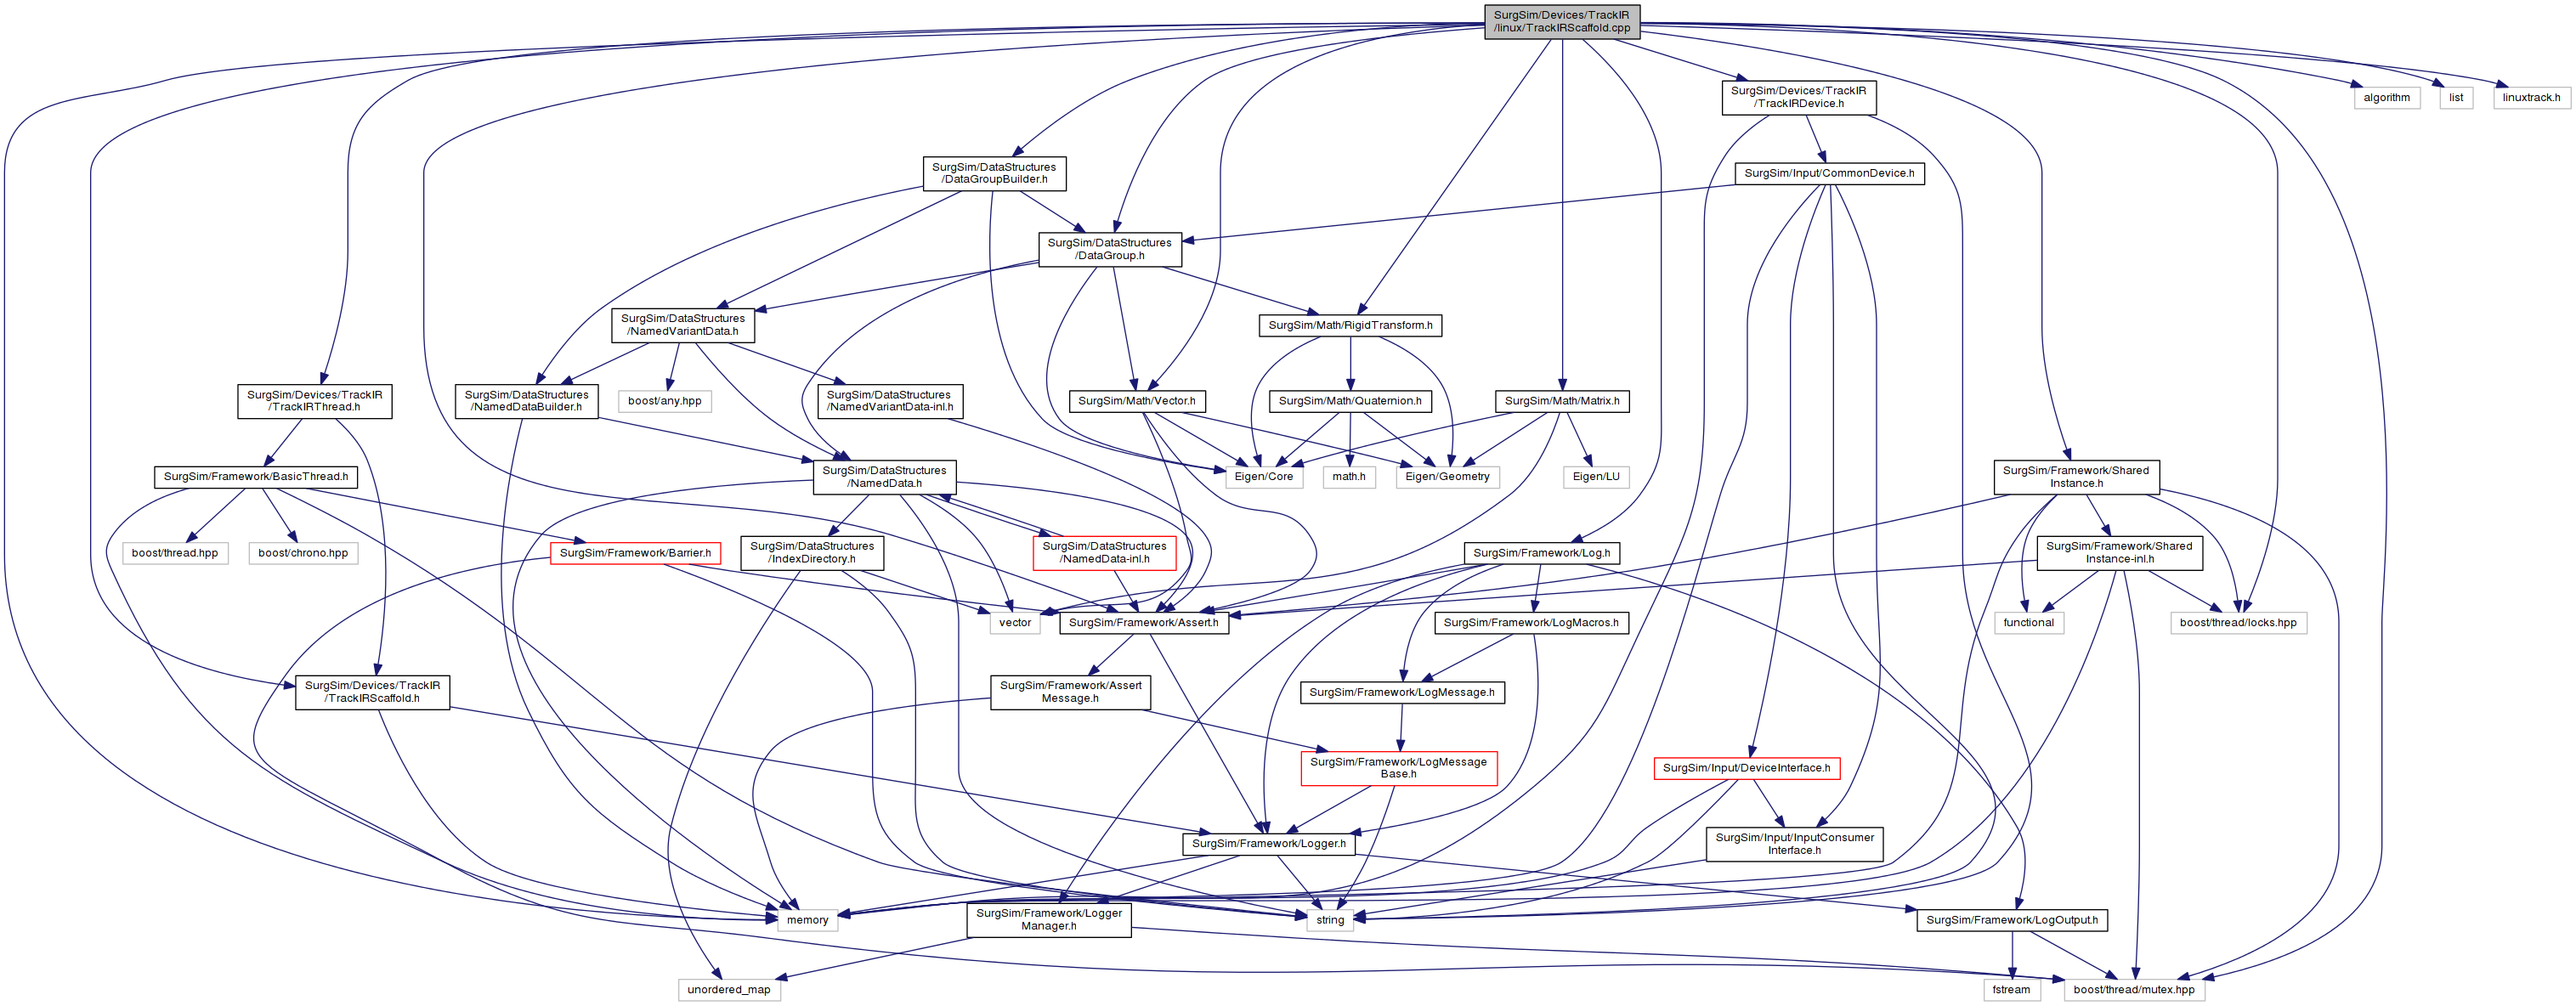 SurgSim/Devices/TrackIR
/linux/TrackIRScaffold.cpp
SurgSim/Devices/TrackIR
/TrackIRDevice.h
algorithm
list
linuxtrack.h
SurgSim/DataStructures
/DataGroupBuilder.h
SurgSim/Input/CommonDevice.h
SurgSim/DataStructures
/DataGroup.h
SurgSim/DataStructures
/NamedVariantData.h
SurgSim/Math/RigidTransform.h
SurgSim/Devices/TrackIR
/TrackIRThread.h
SurgSim/DataStructures
/NamedDataBuilder.h
boost/any.hpp
SurgSim/DataStructures
/NamedVariantData-inl.h
SurgSim/Math/Vector.h
SurgSim/Math/Quaternion.h
SurgSim/Math/Matrix.h
SurgSim/Framework/BasicThread.h
SurgSim/DataStructures
/NamedData.h
Eigen/Core
math.h
Eigen/Geometry
Eigen/LU
SurgSim/Framework/Shared
Instance.h
boost/thread.hpp
boost/chrono.hpp
SurgSim/Framework/Barrier.h
SurgSim/DataStructures
/IndexDirectory.h
SurgSim/DataStructures
/NamedData-inl.h
SurgSim/Framework/Log.h
SurgSim/Framework/Shared
Instance-inl.h
vector
SurgSim/Framework/Assert.h
SurgSim/Framework/LogMacros.h
functional
boost/thread/locks.hpp
SurgSim/Devices/TrackIR
/TrackIRScaffold.h
SurgSim/Framework/Assert
Message.h
SurgSim/Framework/LogMessage.h
SurgSim/Framework/LogMessage
Base.h
SurgSim/Input/DeviceInterface.h
SurgSim/Framework/Logger.h
SurgSim/Input/InputConsumer
Interface.h
memory
SurgSim/Framework/Logger
Manager.h
string
SurgSim/Framework/LogOutput.h
unordered_map
fstream
boost/thread/mutex.hpp